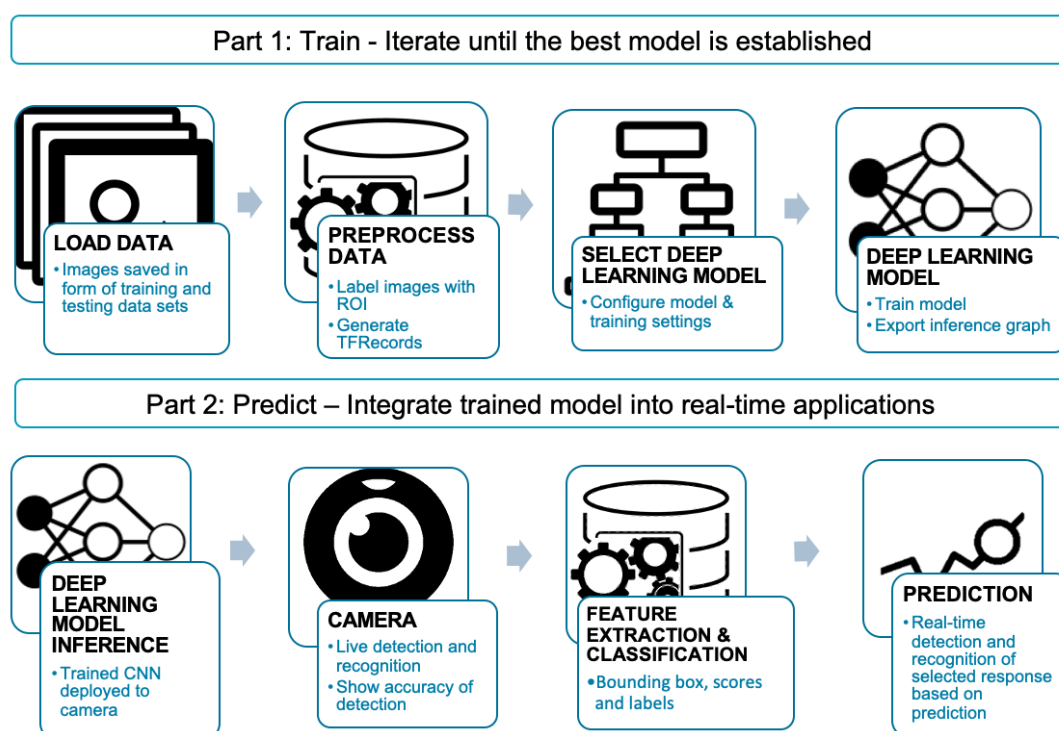 Part 1: Train - Iterate until the best model is established
LOAD DATA
• Images saved in
form of training and
testing data sets
PREPROCESS
DATA
• Label images with
ROI
• Generate
TFRecords
SELECT DEEP
LEARNING MODEL
• Configure model &
training settings
DEEP LEARNING
MODEL
• Train model
• Export inference graph
Part 2: Predict – Integrate trained model into real-time applications
DEEP
LEARNING
MODEL
INFERENCE
• Trained CNN
deployed to
camera
CAMERA
• Live detection and
recognition
• Show accuracy of
detection
FEATURE
EXTRACTION &
CLASSIFICATION
•Bounding box, scores
and labels
PREDICTION
• Real-time
detection and
recognition of
selected response
based on
prediction